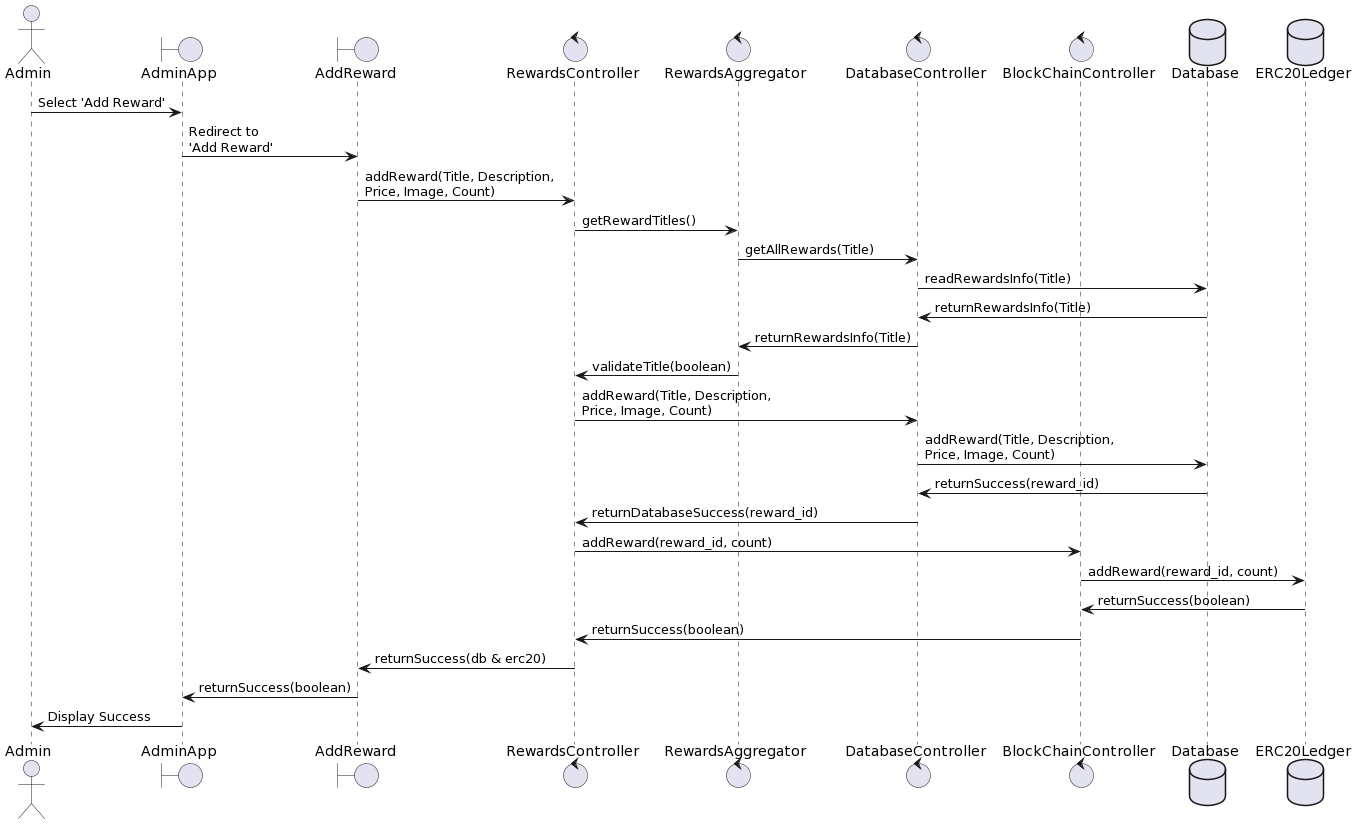 Admin
AdminApp
AddReward
RewardsController
RewardsAggregator
DatabaseController
BlockChainController
Database
ERC20Ledger
Select 'Add Reward'
Redirect to
'Add Reward'
addReward(Title, Description,
Price, Image, Count)
getRewardTitles()
getAllRewards(Title)
readRewardsInfo(Title)
returnRewardsInfo(Title)
returnRewardsInfo(Title)
validateTitle(boolean)
addReward(Title, Description,
Price, Image, Count)
addReward(Title, Description,
Price, Image, Count)
returnSuccess(reward_id)
returnDatabaseSuccess(reward_id)
addReward(reward_id, count)
addReward(reward_id, count)
returnSuccess(boolean)
returnSuccess(boolean)
returnSuccess(db & erc20)
returnSuccess(boolean)
Display Success
Admin
AdminApp
AddReward
RewardsController
RewardsAggregator
DatabaseController
BlockChainController
Database
ERC20Ledger